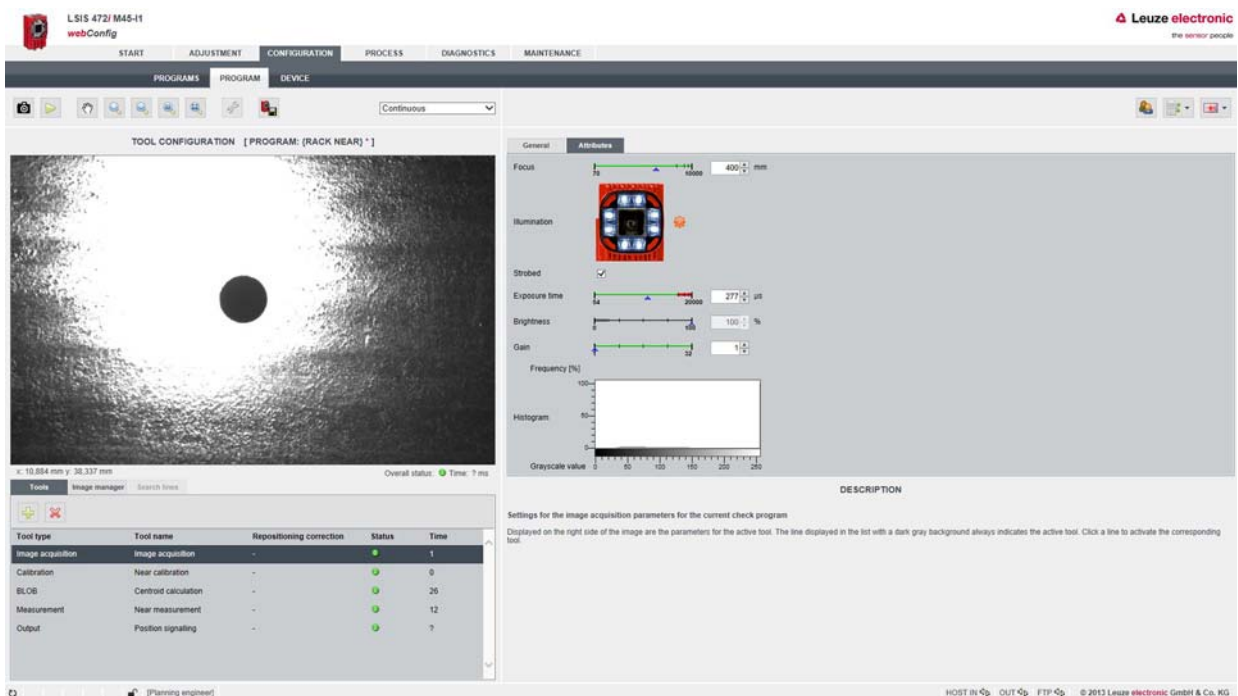 LSIS 472i M45-I1
webConfig
Leuze electronic
the sensor people
START ADJUSTMENT CONFIGURATION PROCESS DIAGNOSTICS MAINTENANCE
PROGRAMS PROGRAM DEVICE
Continuous
TOOL CONFIGURATION [ PROGRAM: {RACK NEAR} * ]
General Attributes
Focus 70 10000 400 mm
Illumination
Strobed
Exposure time 54 20000 277 µs
Brightness 0 100 100 %
Gain 1 32 1
Frequency [%]
100
Histogram: 50
0
Grayscale value 0 50 100 150 200 250
x: 10,884 mm y: 38,337 mm Overall status: Time: ? ms
Tools Image manager Search lines
Tool type Tool name Repositioning correction Status Time
Image acquisition Image acquisition - 1
Calibration Near calibration - 0
BLOB Centroid calculation - 26
Measurement Near measurement - 12
Output Position signalling - ?
DESCRIPTION
Settings for the image acquisition parameters for the current check program
Displayed on the right side of the image are the parameters for the active tool. The line displayed in the list with a dark gray background always indicates the active tool. Click a line to activate the corresponding
tool.
[Planning engineer] HOST IN OUT FTP © 2013 Leuze electronic GmbH & Co. KG